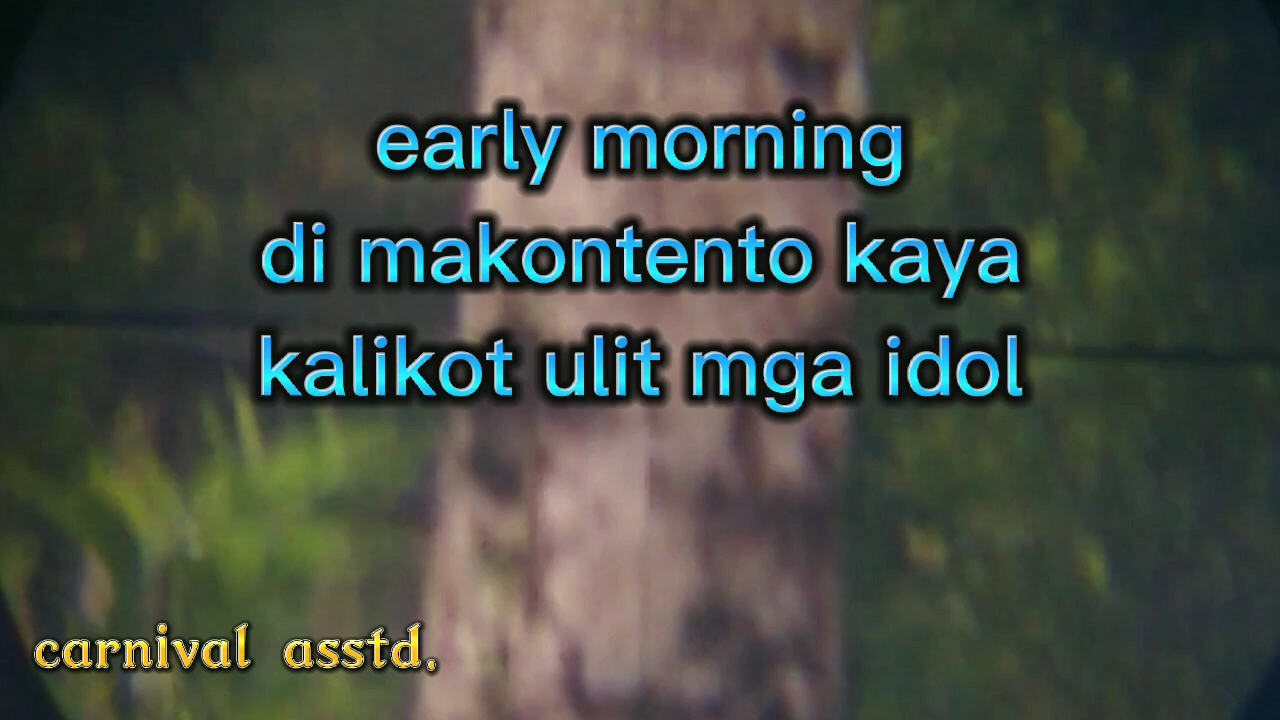 early morning
di makontento kaya
kalikot ulit mga idol
carnival asstd.